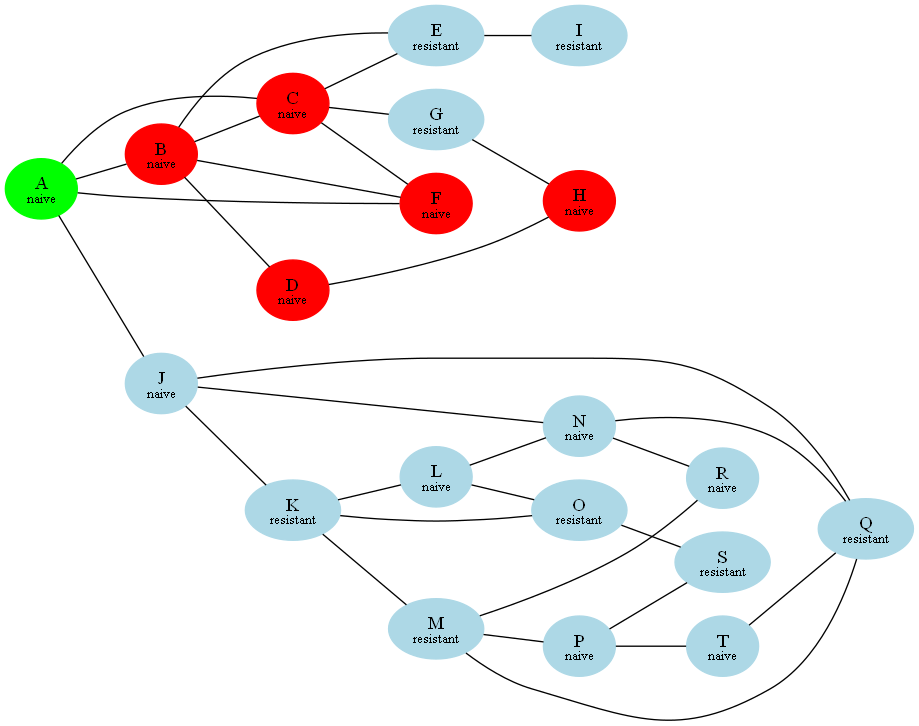 A
naive
B
naive
C
naive
D
naive
E
resistant
F
naive
G
resistant
H
naive
I
resistant
J
naive
K
resistant
L
naive
M
resistant
N
naive
O
resistant
P
naive
Q
resistant
R
naive
S
resistant
T
naive